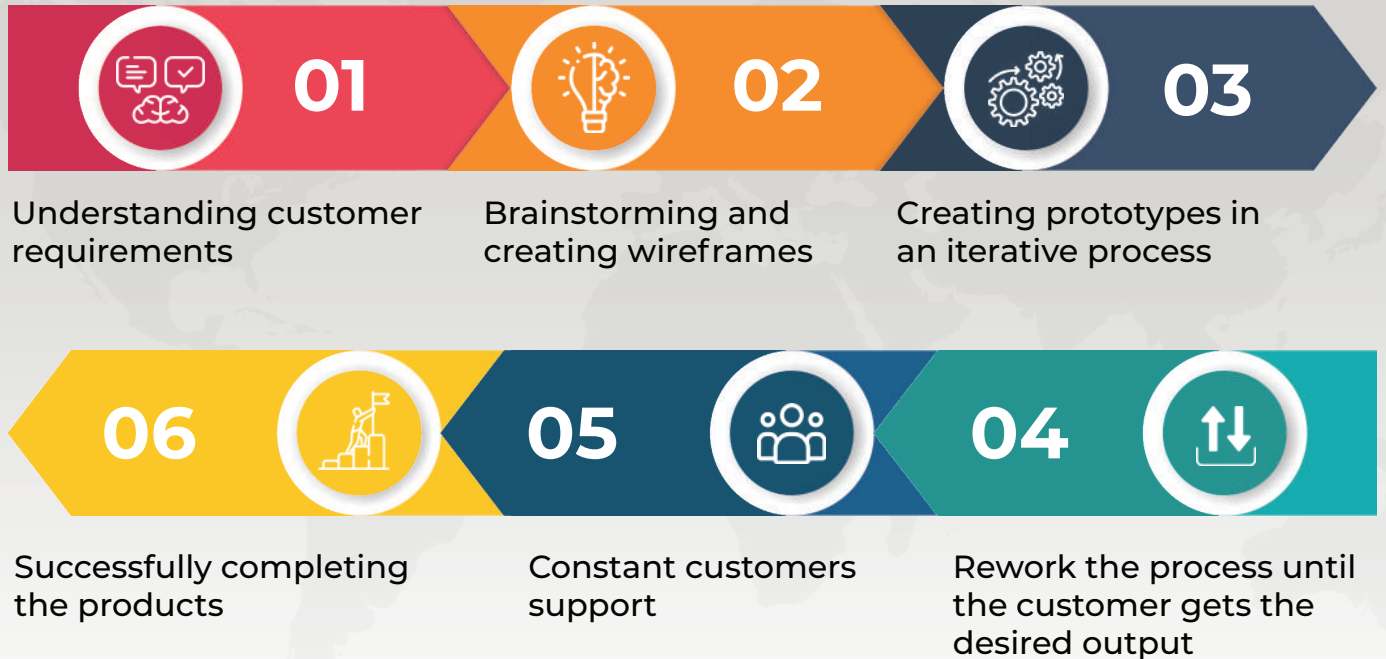 01
02
03
Understanding customer
requirements
Brainstorming and
creating wireframes
Creating prototypes in
an iterative process
06
05
04
Successfully completing
the products
Constant customers
support
Rework the process until
the customer gets the
desired output